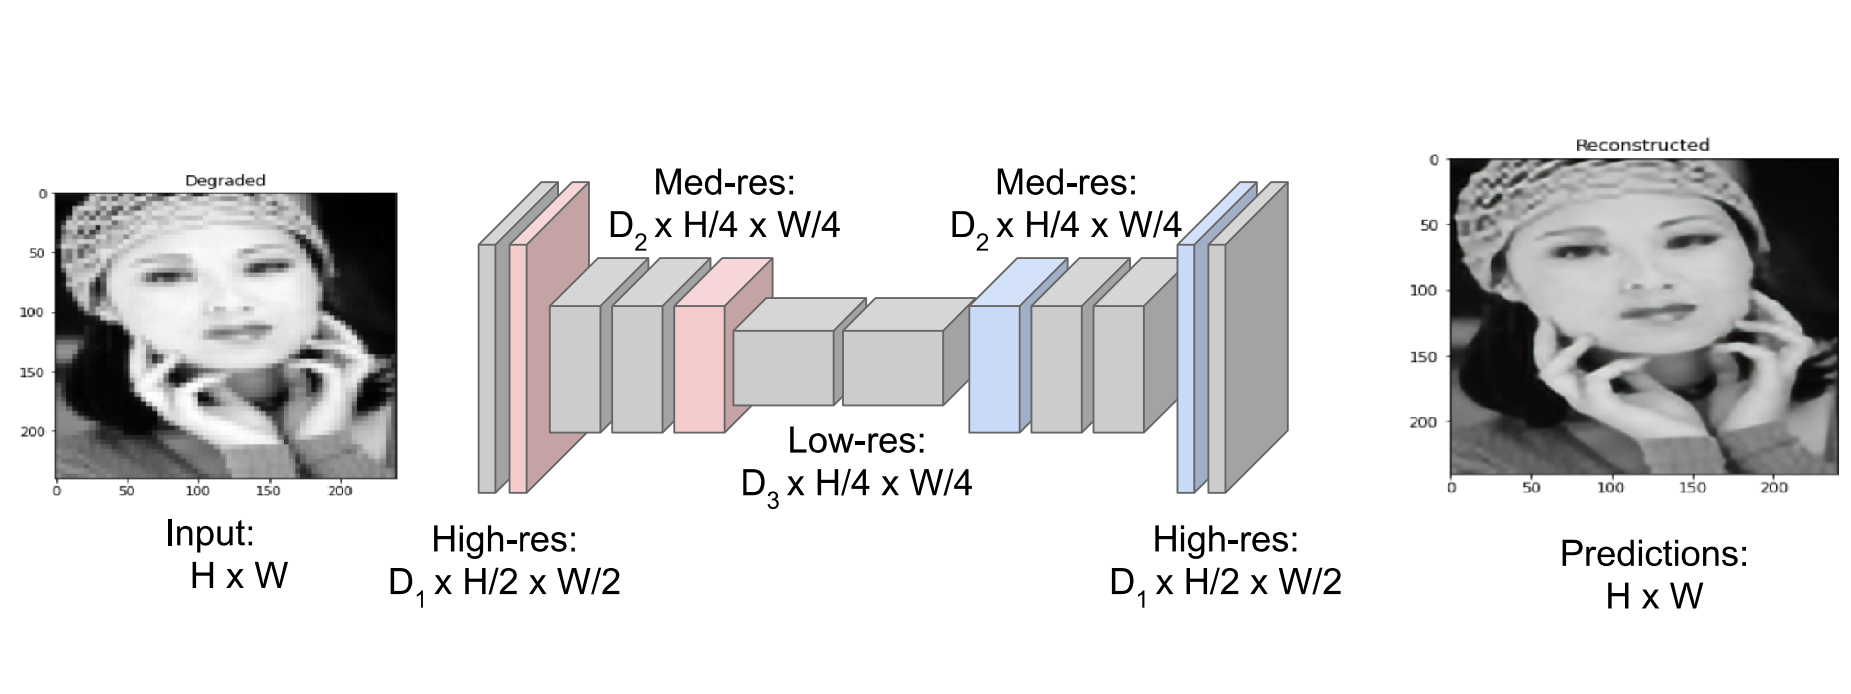 Degraded
0
50
100
150
200
0 50 100 150 200
Input:
H x W
High-res:
D1 x H/2 x W/2
Med-res:
D2 x H/4 x W/4
Low-res:
D3 x H/4 x W/4
Med-res:
D2 x H/4 x W/4
High-res:
D1 x H/2 x W/2
Reconstructed
0
50
100
150
200
0 50 100 150 200
Predictions:
H x W